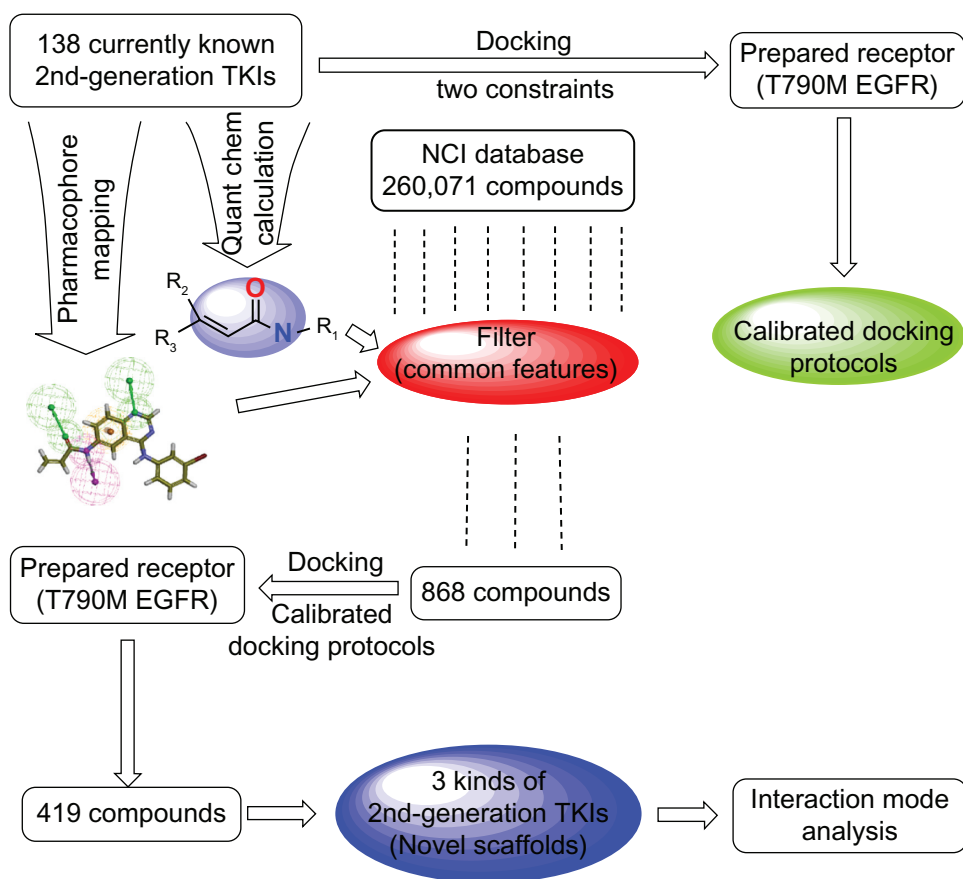 138 currently known
2nd-generation TKIs
Docking
two constraints
Prepared receptor
(T790M EGFR)
Pharmacophore
mapping
Quant chem
calculation
NCI database
260,071 compounds
R2
R3
O
N
R1
Filter
(common features)
Calibrated docking
protocols
Prepared receptor
(T790M EGFR)
Docking
Calibrated
docking protocols
868 compounds
419 compounds
3 kinds of
2nd-generation TKIs
(Novel scaffolds)
Interaction mode
analysis